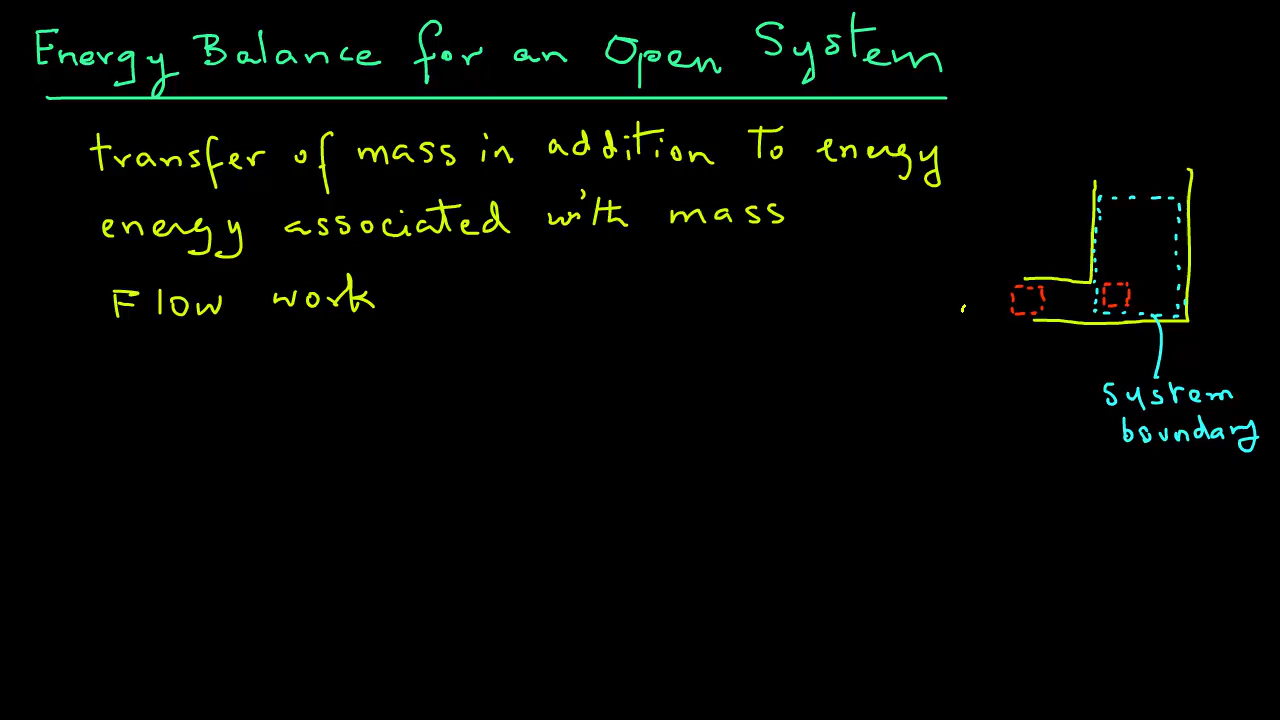 Energy Balance for an Open System
transfer of mass in addition to energy
energy associated with mass
Flow work
system
boundary